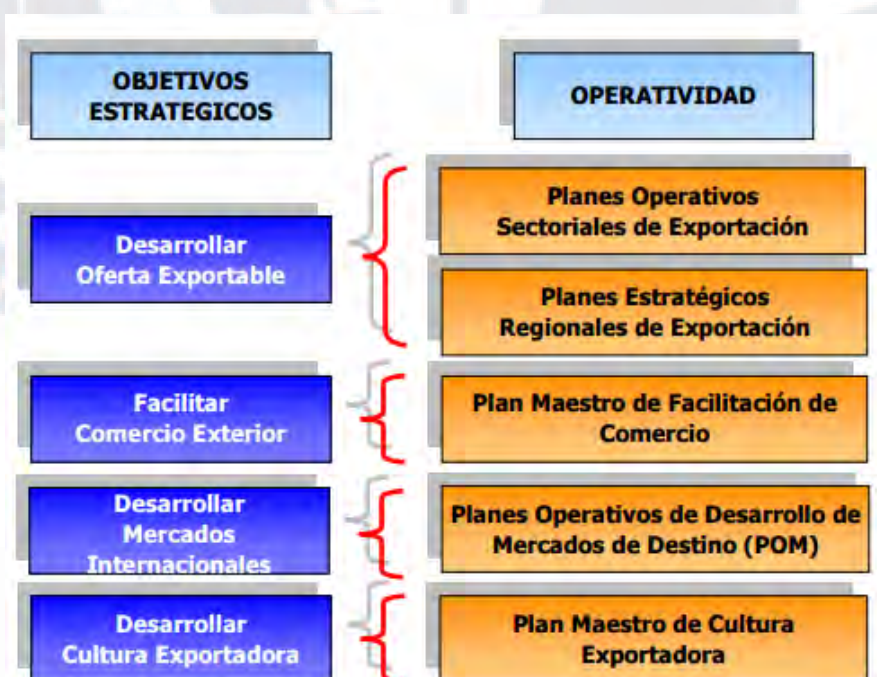 OBJETIVOS
ESTRATEGICOS
OPERATIVIDAD
Desarrollar
Oferta Exportable
Planes Operativos
Sectoriales de Exportación
Planes Estratégicos
Regionales de Exportación
Facilitar
Comercio Exterior
Plan Maestro de Facilitación de
Comercio
Desarrollar
Mercados
Internacionales
Planes Operativos de Desarrollo de
Mercados de Destino (POM)
Desarrollar
Cultura Exportadora
Plan Maestro de Cultura
Exportadora